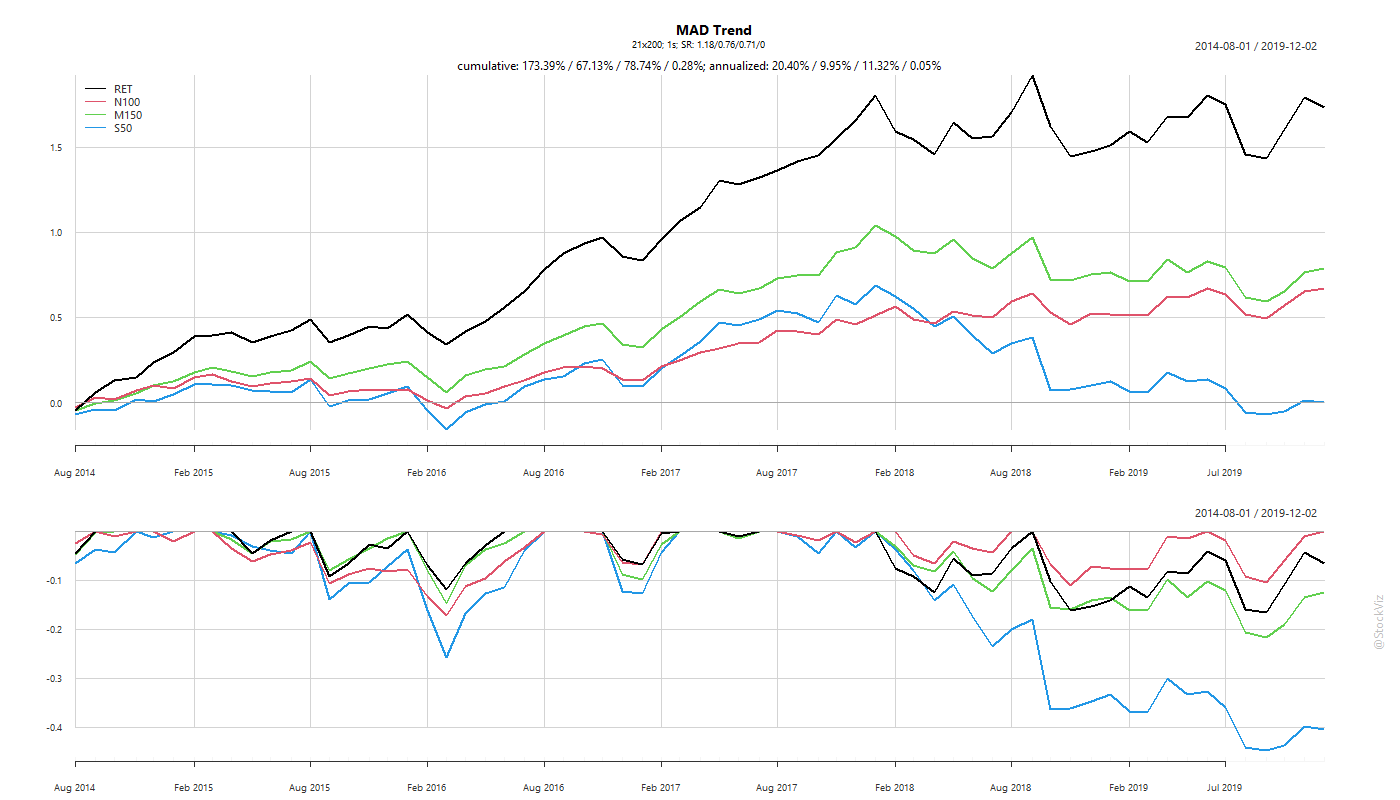 MAD Trend
21x200; 1s; SR: 1.18/0.76/0.71/0
2014-08-01 / 2019-12-02
cumulative: 173.39% / 67.13% / 78.74% / 0.28%; annualized: 20.40% / 9.95% / 11.32% / 0.05%
RET
N100
M150
S50
1.5
1.0
0.5
0.0
Aug 2014 Feb 2015 Aug 2015 Feb 2016 Aug 2016 Feb 2017 Aug 2017 Feb 2018 Aug 2018 Feb 2019 Jul 2019
2014-08-01 / 2019-12-02
-0.1
-0.2
-0.3
-0.4
Aug 2014 Feb 2015 Aug 2015 Feb 2016 Aug 2016 Feb 2017 Aug 2017 Feb 2018 Aug 2018 Feb 2019 Jul 2019
@StockViz